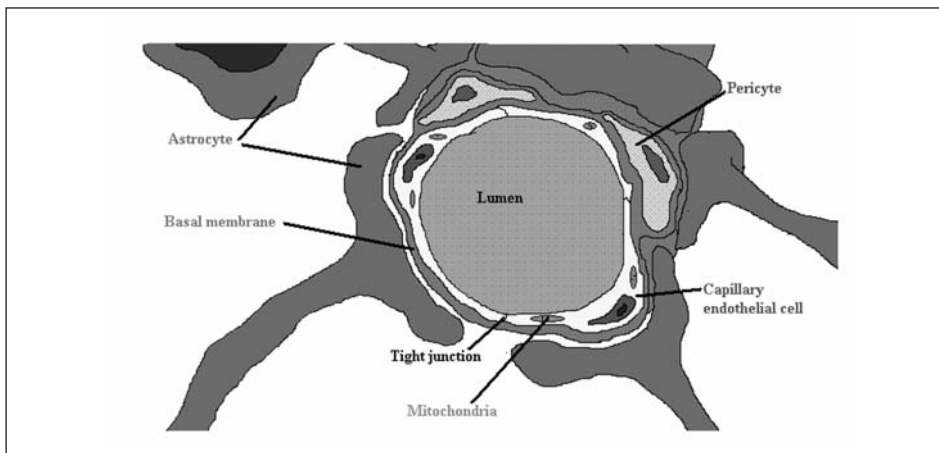 Pericyte
Astrocyte
Lumen
Basal membrane
Capillary
endothelial cell
Tight junction
Mitochondria